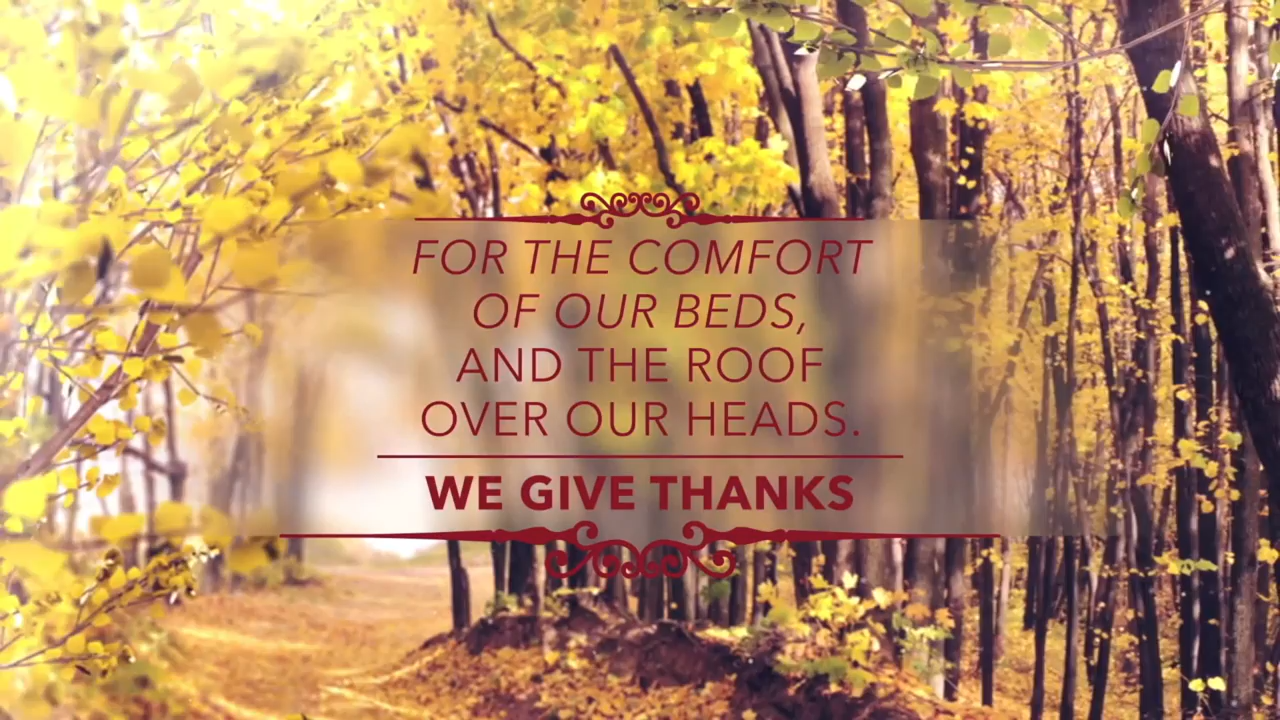 FOR THE COMFORT
OF OUR BEDS,
AND THE ROOF
OVER OUR HEADS.
WE GIVE THANKS